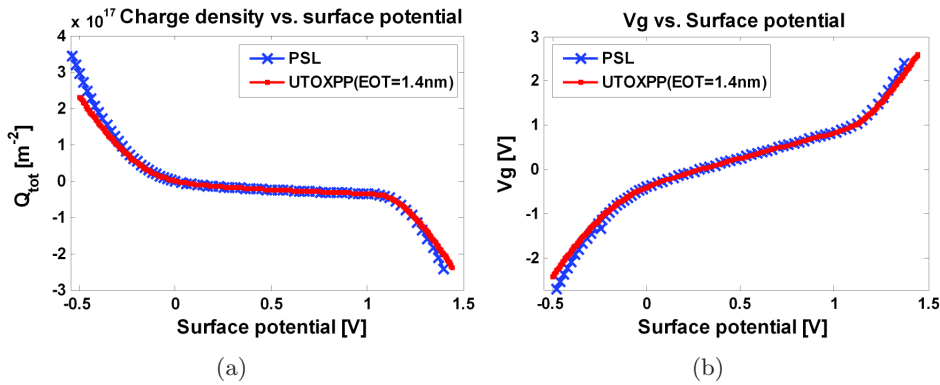 x 10^17 Charge density vs. surface potential
4
3
2
1
0
-1
-2
-3
Q_tot [m^-2]
PSL
UTOXPP(EOT=1.4nm)
-0.5 0 0.5 1 1.5
Surface potential [V]
(a)
Vg vs. Surface potential
3
2
1
0
-1
-2
Vg [V]
PSL
UTOXPP(EOT=1.4nm)
-0.5 0 0.5 1 1.5
Surface potential [V]
(b)